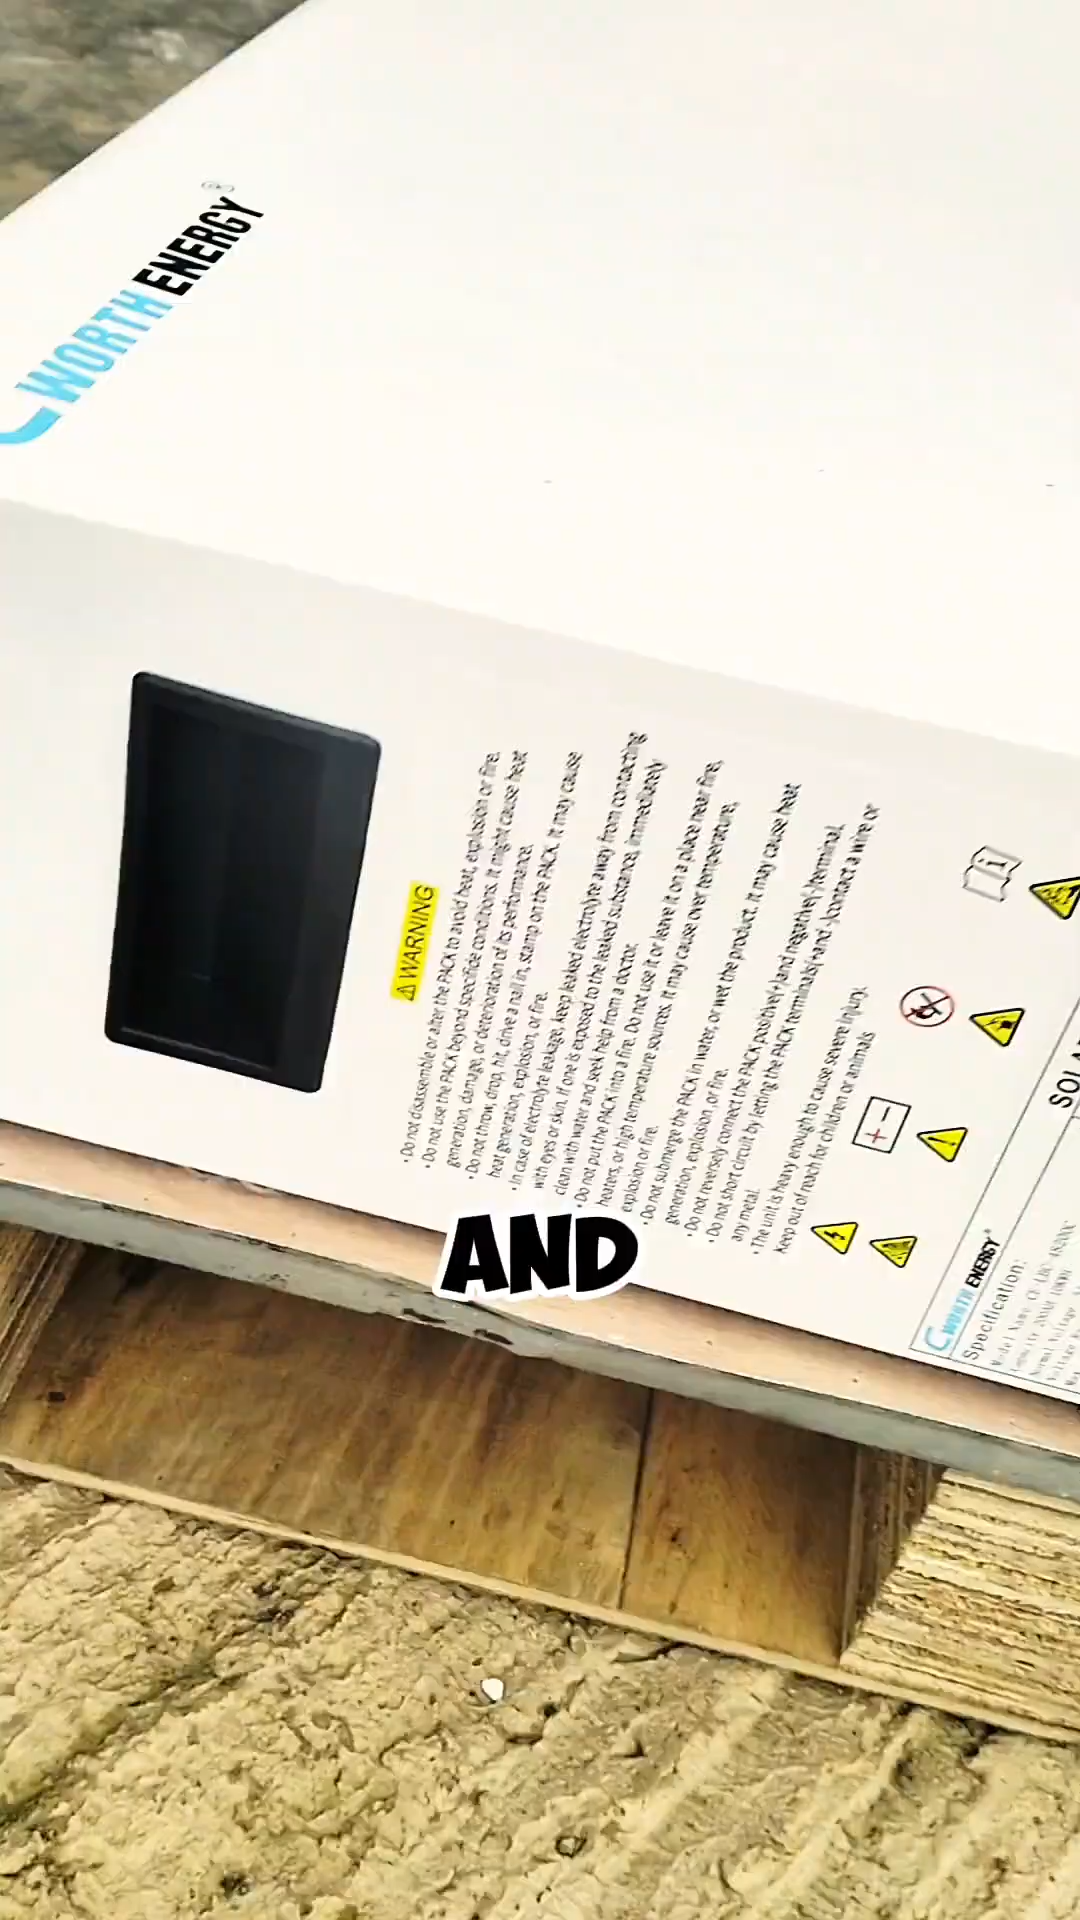 WORTH ENERGY®
⚠ WARNING
• Do not disassemble or alter the PACK to avoid heat, explosion or fire.
• Do not use the PACK beyond specificde conditions. It might cause heat
generation, damage, or deterioration of its performance.
• Do not throw, drop, hit, drive a nail in, stamp on the PACK. It may cause
heat generation, explosion, or fire.
• In case of electrolyte leakage, keep leaked electrolyte away from contacting
with eyes or skin. If one is exposed to the leaked substance, immediately
clean with water and seek help from a doctor.
• Do not put the PACK into a fire. Do not use it or leave it on a place near fire,
heaters, or high temperature sources. It may cause over temperature,
explosion or fire.
• Do not submerge the PACK in water, or wet the product. It may cause heat
generation, explosion, or fire.
• Do not reversely connect the PACK positive(+)and negative(-)terminal.
• Do not short circuit by letting the PACK terminals(+and -)contact a wire or
any metal.
• The unit is heavy enough to cause severe injury.
Keep out of reach for children or animals
AND
WORTH ENERGY®
Specification:
Model Name